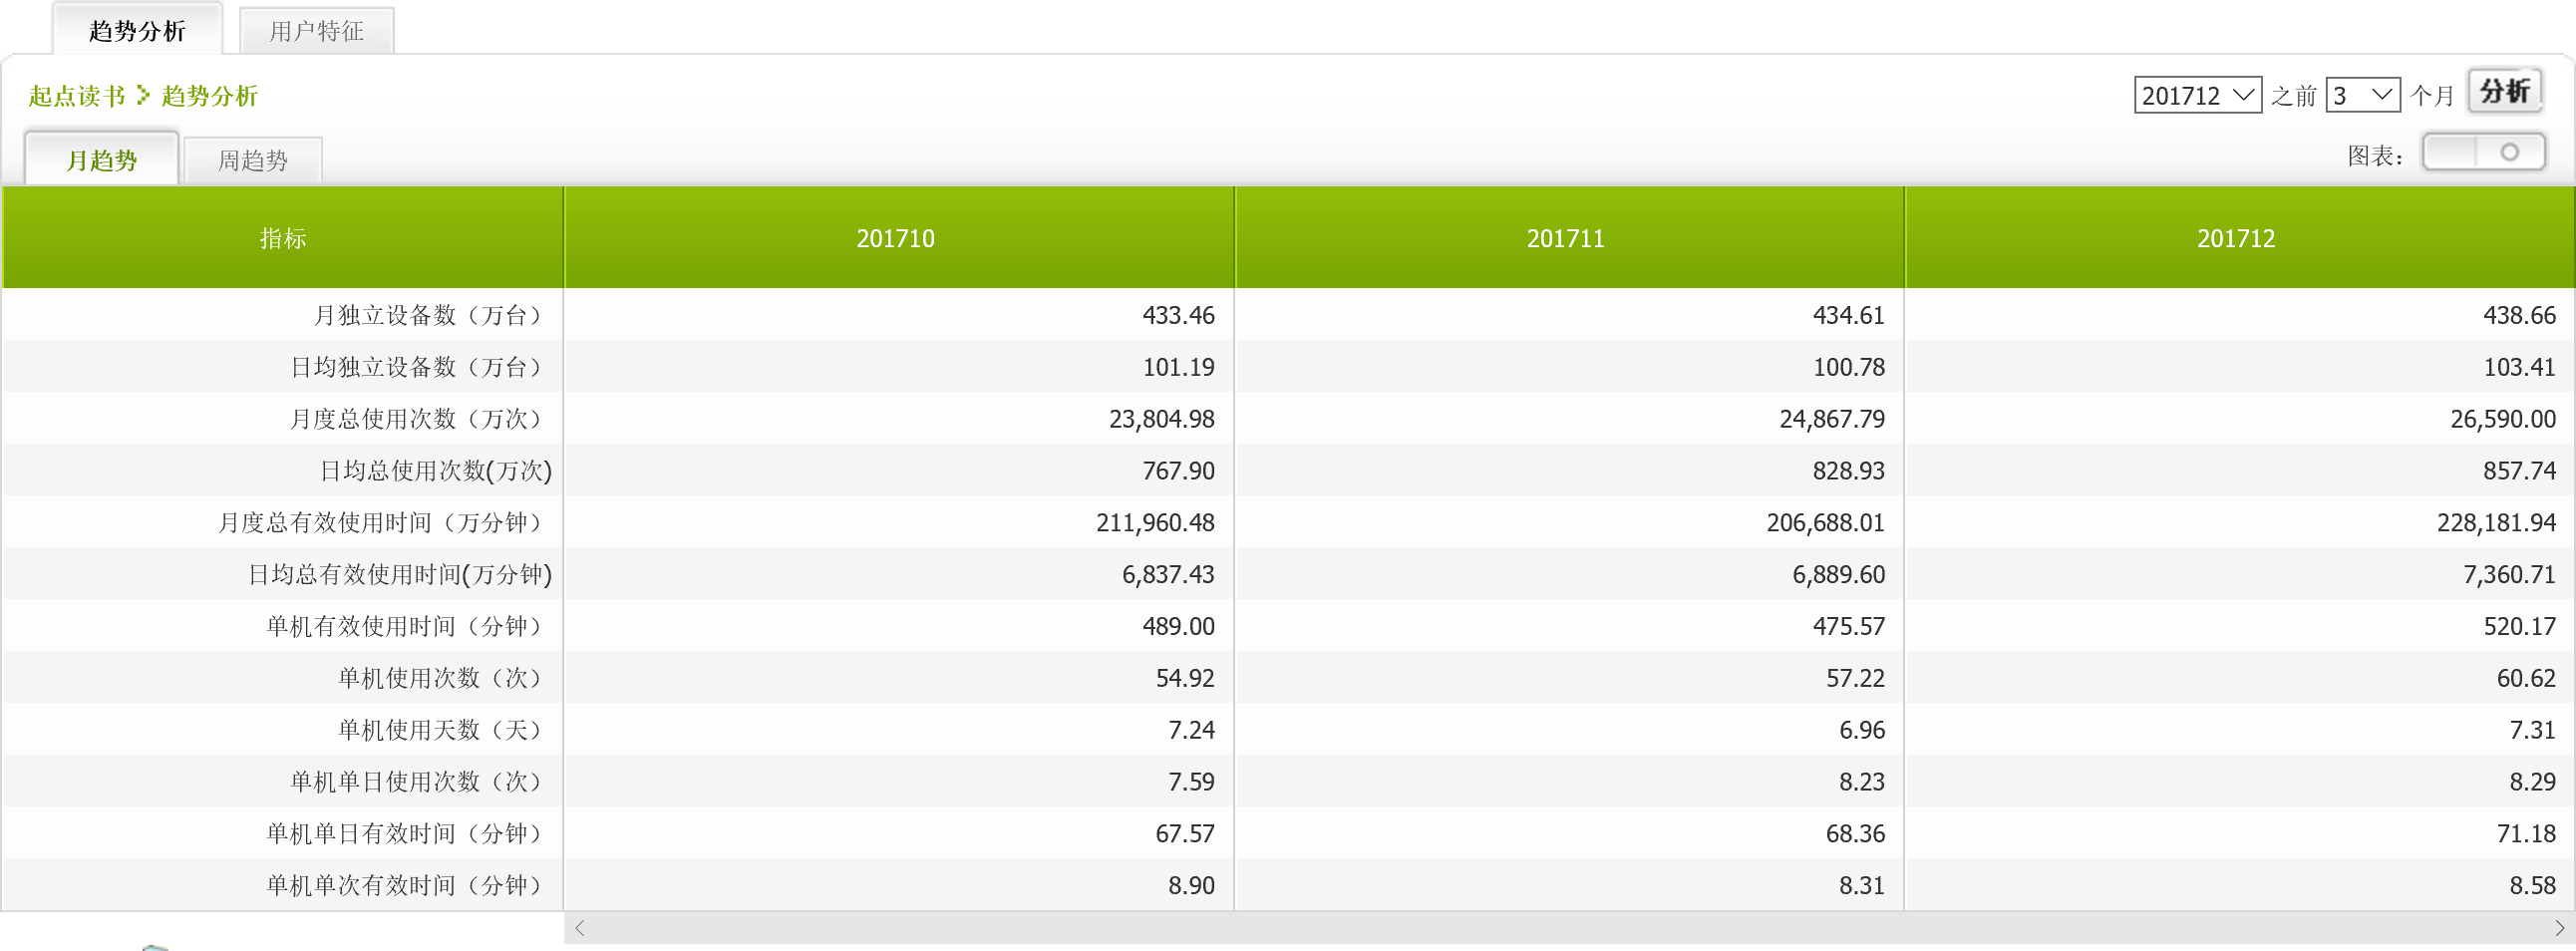 趋势分析 用户特征
起点读书 趋势分析 201712 之前 3 个月 分析
月趋势 周趋势 图表：
指标 201710 201711 201712
月独立设备数（万台） 433.46 434.61 438.66
日均独立设备数（万台） 101.19 100.78 103.41
月度总使用次数（万次） 23,804.98 24,867.79 26,590.00
日均总使用次数(万次) 767.90 828.93 857.74
月度总有效使用时间（万分钟） 211,960.48 206,688.01 228,181.94
日均总有效使用时间(万分钟) 6,837.43 6,889.60 7,360.71
单机有效使用时间（分钟） 489.00 475.57 520.17
单机使用次数（次） 54.92 57.22 60.62
单机使用天数（天） 7.24 6.96 7.31
单机单日使用次数（次） 7.59 8.23 8.29
单机单日有效时间（分钟） 67.57 68.36 71.18
单机单次有效时间（分钟） 8.90 8.31 8.58